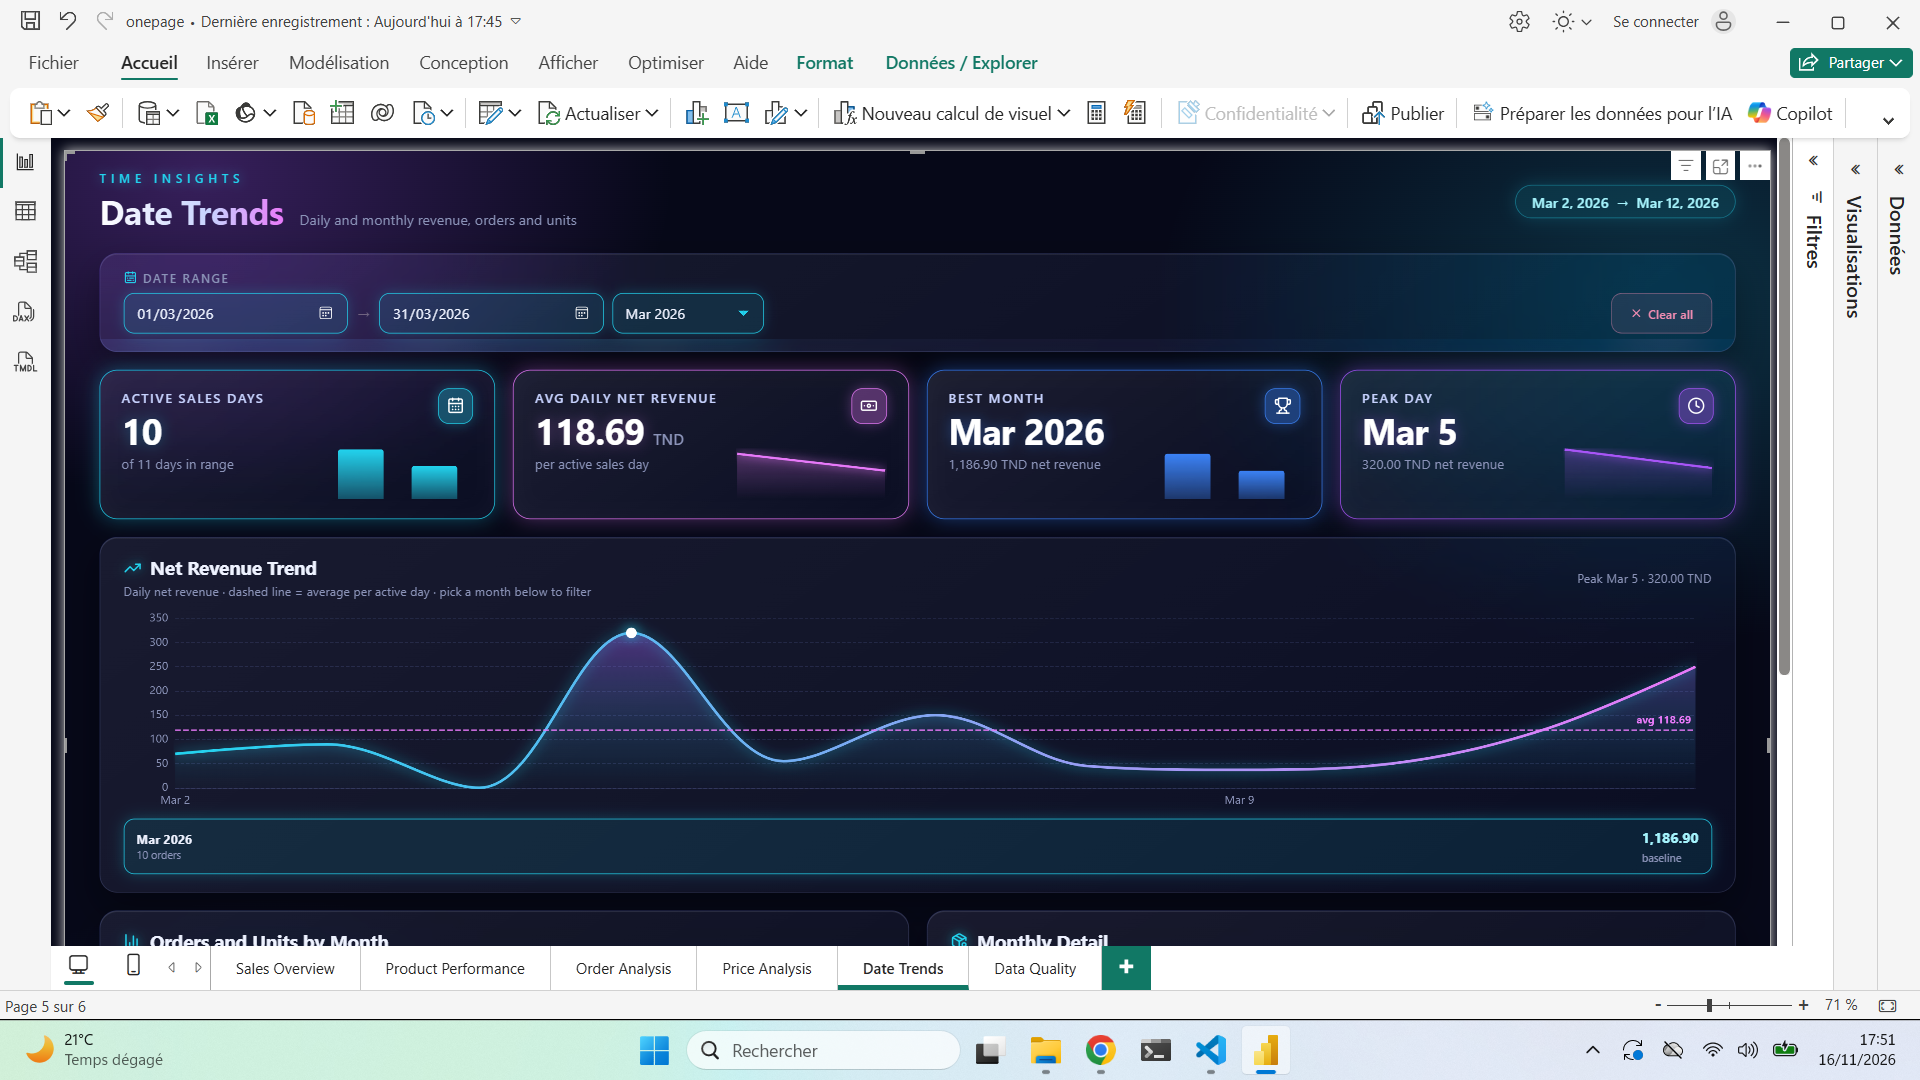 onepage • Dernière enregistrement : Aujourd'hui à 17:45
Se connecter
Fichier Accueil Insérer Modélisation Conception Afficher Optimiser Aide Format Données / Explorer
Partager
Actualiser Nouveau calcul de visuel Confidentialité Publier Préparer les données pour l'IA Copilot
DAX
TMDL
TIME INSIGHTS
Date Trends Daily and monthly revenue, orders and units
Mar 2, 2026 → Mar 12, 2026
DATE RANGE
01/03/2026 → 31/03/2026 Mar 2026
× Clear all
ACTIVE SALES DAYS
10
of 11 days in range
AVG DAILY NET REVENUE
118.69 TND
per active sales day
BEST MONTH
Mar 2026
1,186.90 TND net revenue
PEAK DAY
Mar 5
320.00 TND net revenue
Net Revenue Trend
Daily net revenue · dashed line = average per active day · pick a month below to filter
Peak Mar 5 · 320.00 TND
350
300
250
200
150
100
50
0
avg 118.69
Mar 2 Mar 9
Mar 2026
10 orders
1,186.90
baseline
Orders and Units by Month
Monthly Detail
Filtres
Visualisations
Données
Sales Overview Product Performance Order Analysis Price Analysis Date Trends Data Quality +
Page 5 sur 6
- + 71 %
21°C
Temps dégagé
Rechercher
17:51
16/11/2026